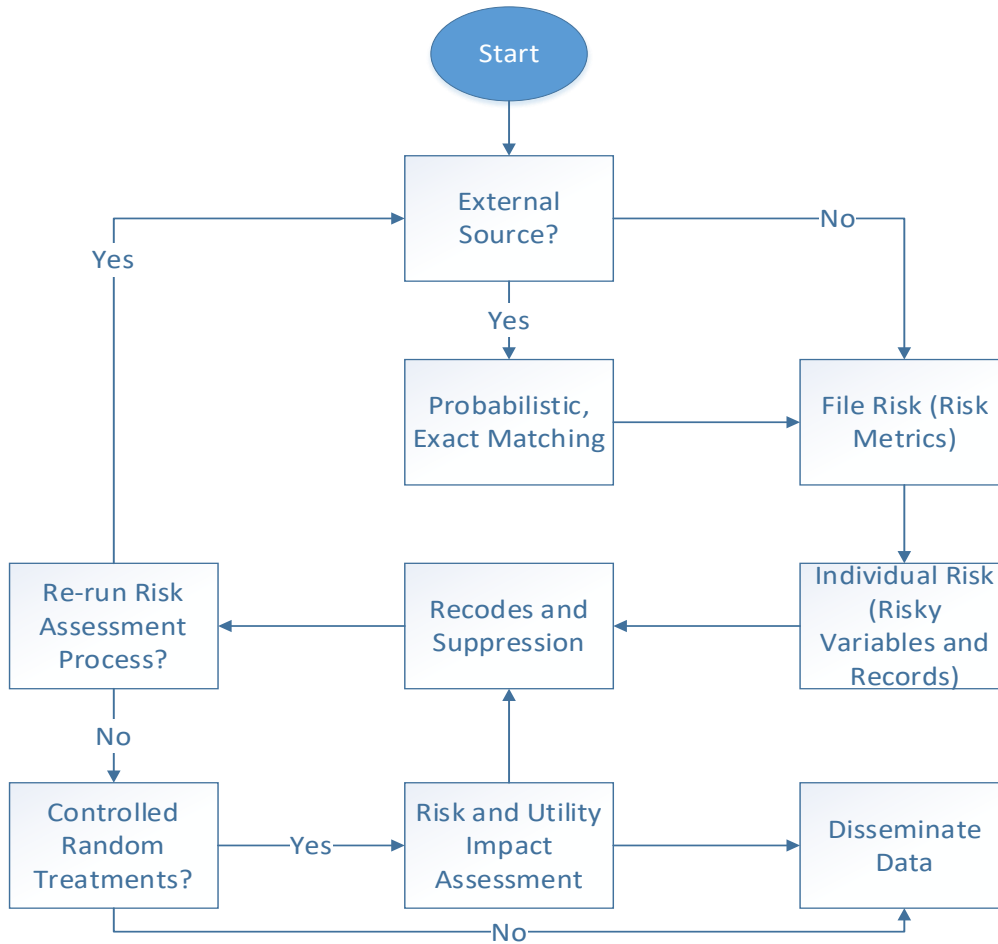 Start
External
Source?
No
Yes
Yes
Probabilistic,
Exact Matching
File Risk (Risk
Metrics)
Re-run Risk
Assessment
Process?
Recodes and
Suppression
Individual Risk
(Risky
Variables and
Records)
No
Controlled
Random
Treatments?
Yes
Risk and Utility
Impact
Assessment
Disseminate
Data
No